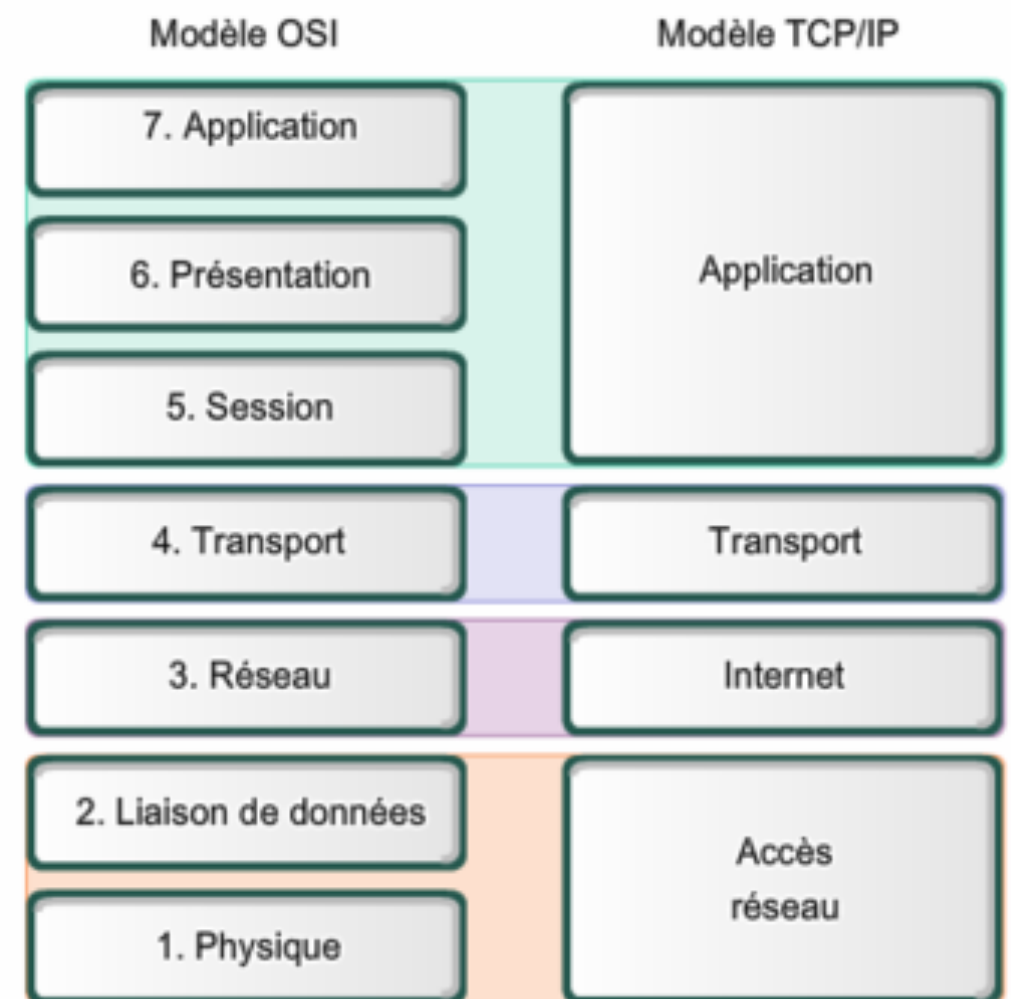 Modèle OSI
Modèle TCP/IP
7. Application
6. Présentation
5. Session
Application
4. Transport
Transport
3. Réseau
Internet
2. Liaison de données
1. Physique
Accès
réseau